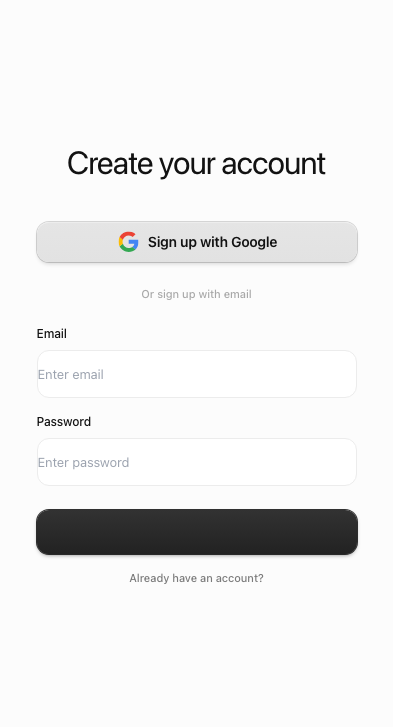 Create your account
Sign up with Google
Or sign up with email
Email
Enter email
Password
Enter password
Already have an account?